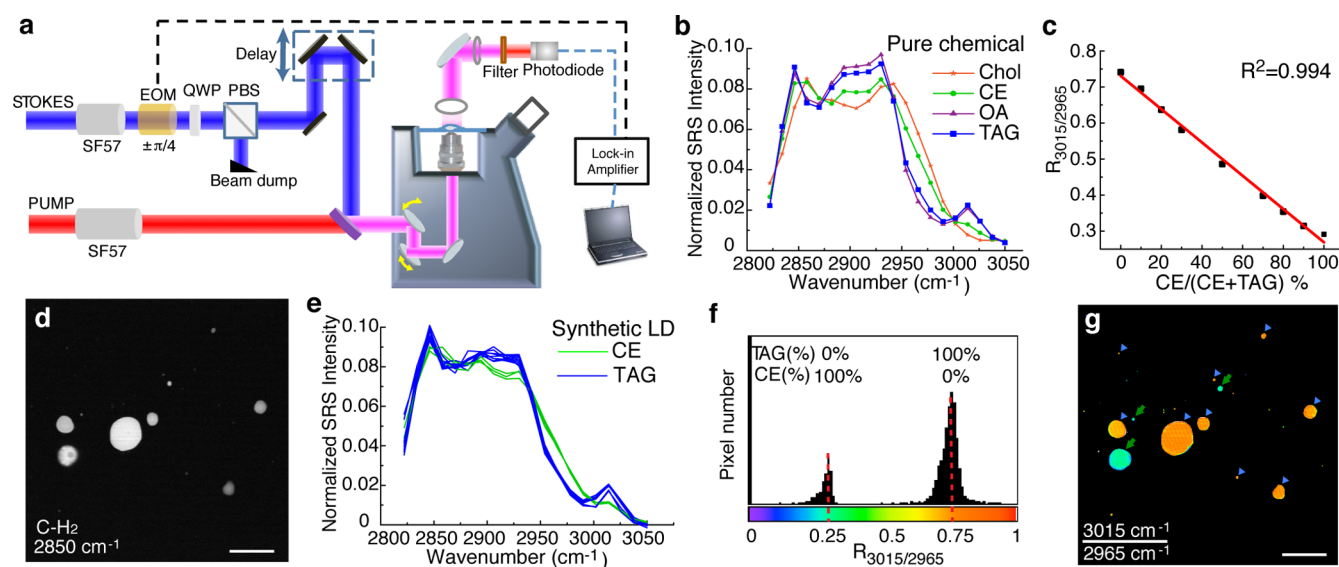 a
Delay
STOKES
EOM
QWP PBS
SF57
±π/4
Beam dump
Filter Photodiode
Lock-in
Amplifier
PUMP
SF57
b
Pure chemical
Chol
CE
OA
TAG
Normalized SRS Intensity
0.10
0.08
0.06
0.04
0.02
0
2800 2850 2900 2950 3000 3050
Wavenumber (cm-1)
c
R²=0.994
R3015/2965
0.8
0.7
0.6
0.5
0.4
0.3
0 20 40 60 80 100
CE/(CE+TAG) %
d
C-H2
2850 cm-1
e
Synthetic LD
CE
TAG
Normalized SRS Intensity
0.10
0.08
0.06
0.04
0.02
0.00
2800 2850 2900 2950 3000 3050
Wavenumber (cm-1)
f
TAG(%) 0% 100%
CE(%) 100% 0%
Pixel number
0 0.25 0.50 0.75 1
R3015/2965
g
3015 cm-1
2965 cm-1